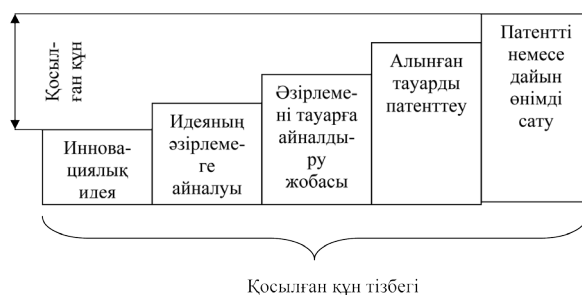 Қосыл-
ған құн
Иннова-
циялық
идея
Идеяның
әзірлеме-
ге
айналуы
Әзірлеме-
ні тауарға
айналды-
ру
жобасы
Алынған
тауарды
патенттеу
Патентті
немесе
дайын
өнімді
сату
Қосылған құн тізбегі